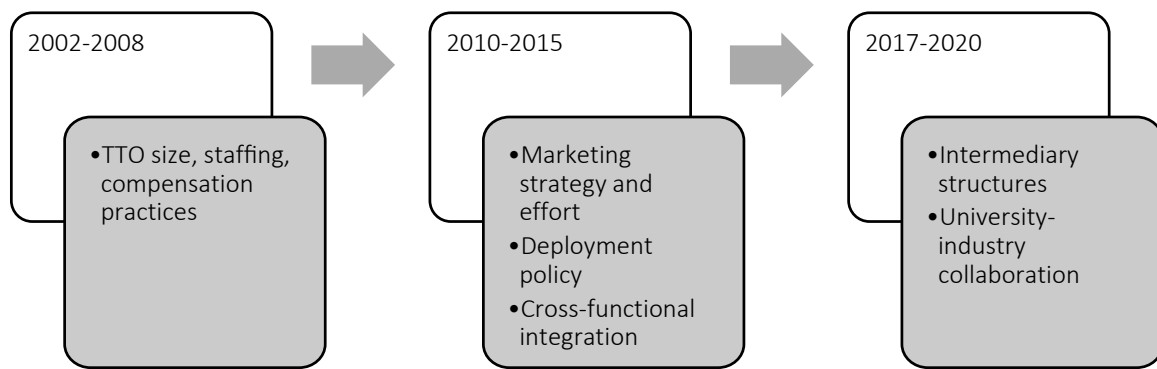 2002-2008
•TTO size, staffing,
compensation
practices
2010-2015
•Marketing
strategy and
effort
•Deployment
policy
•Cross-functional
integration
2017-2020
•Intermediary
structures
•University-
industry
collaboration